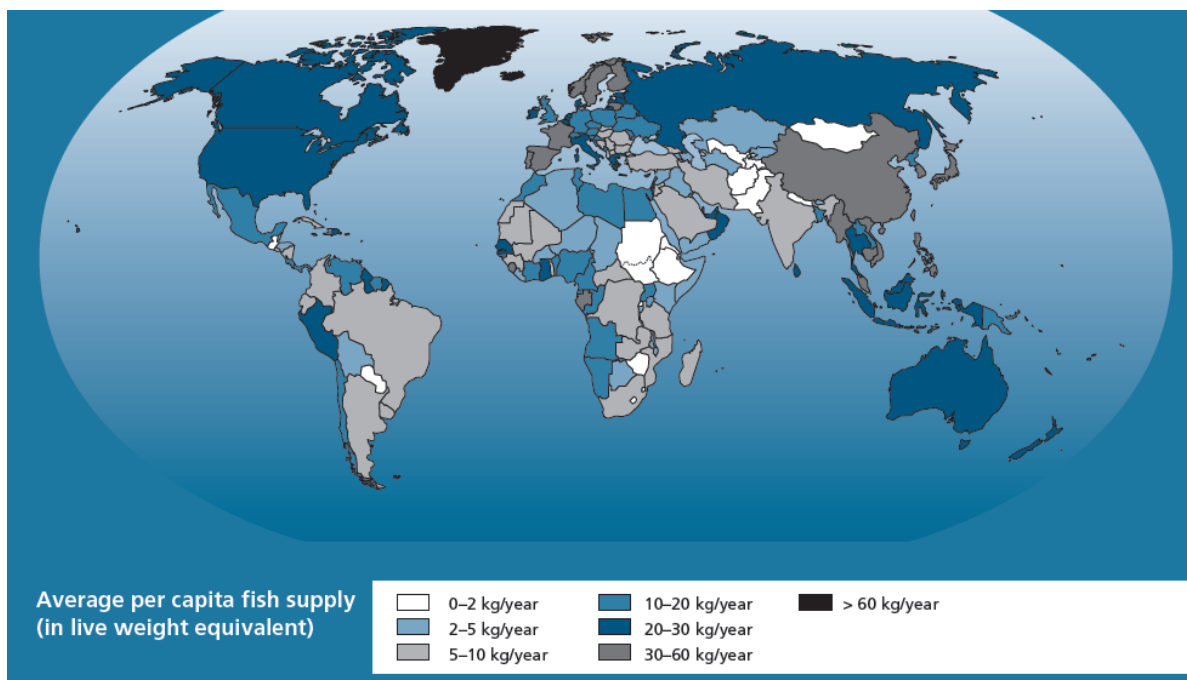 Average per capita fish supply
(in live weight equivalent)
0–2 kg/year
2–5 kg/year
5–10 kg/year
10–20 kg/year
20–30 kg/year
30–60 kg/year
> 60 kg/year